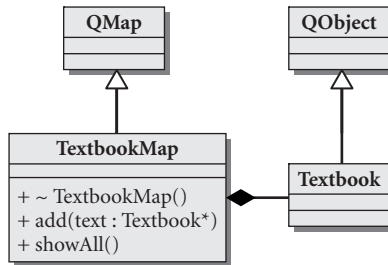 QMap
QObject
TextbookMap
+ ~ TextbookMap()
+ add(text : Textbook*)
+ showAll()
Textbook